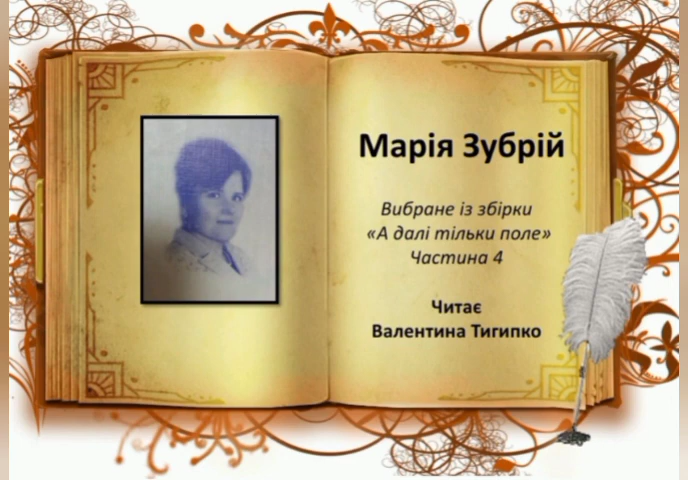 Марія Зубрій
Вибране із збірки
«А далі тільки поле»
Частина 4
Читає
Валентина Тигипко